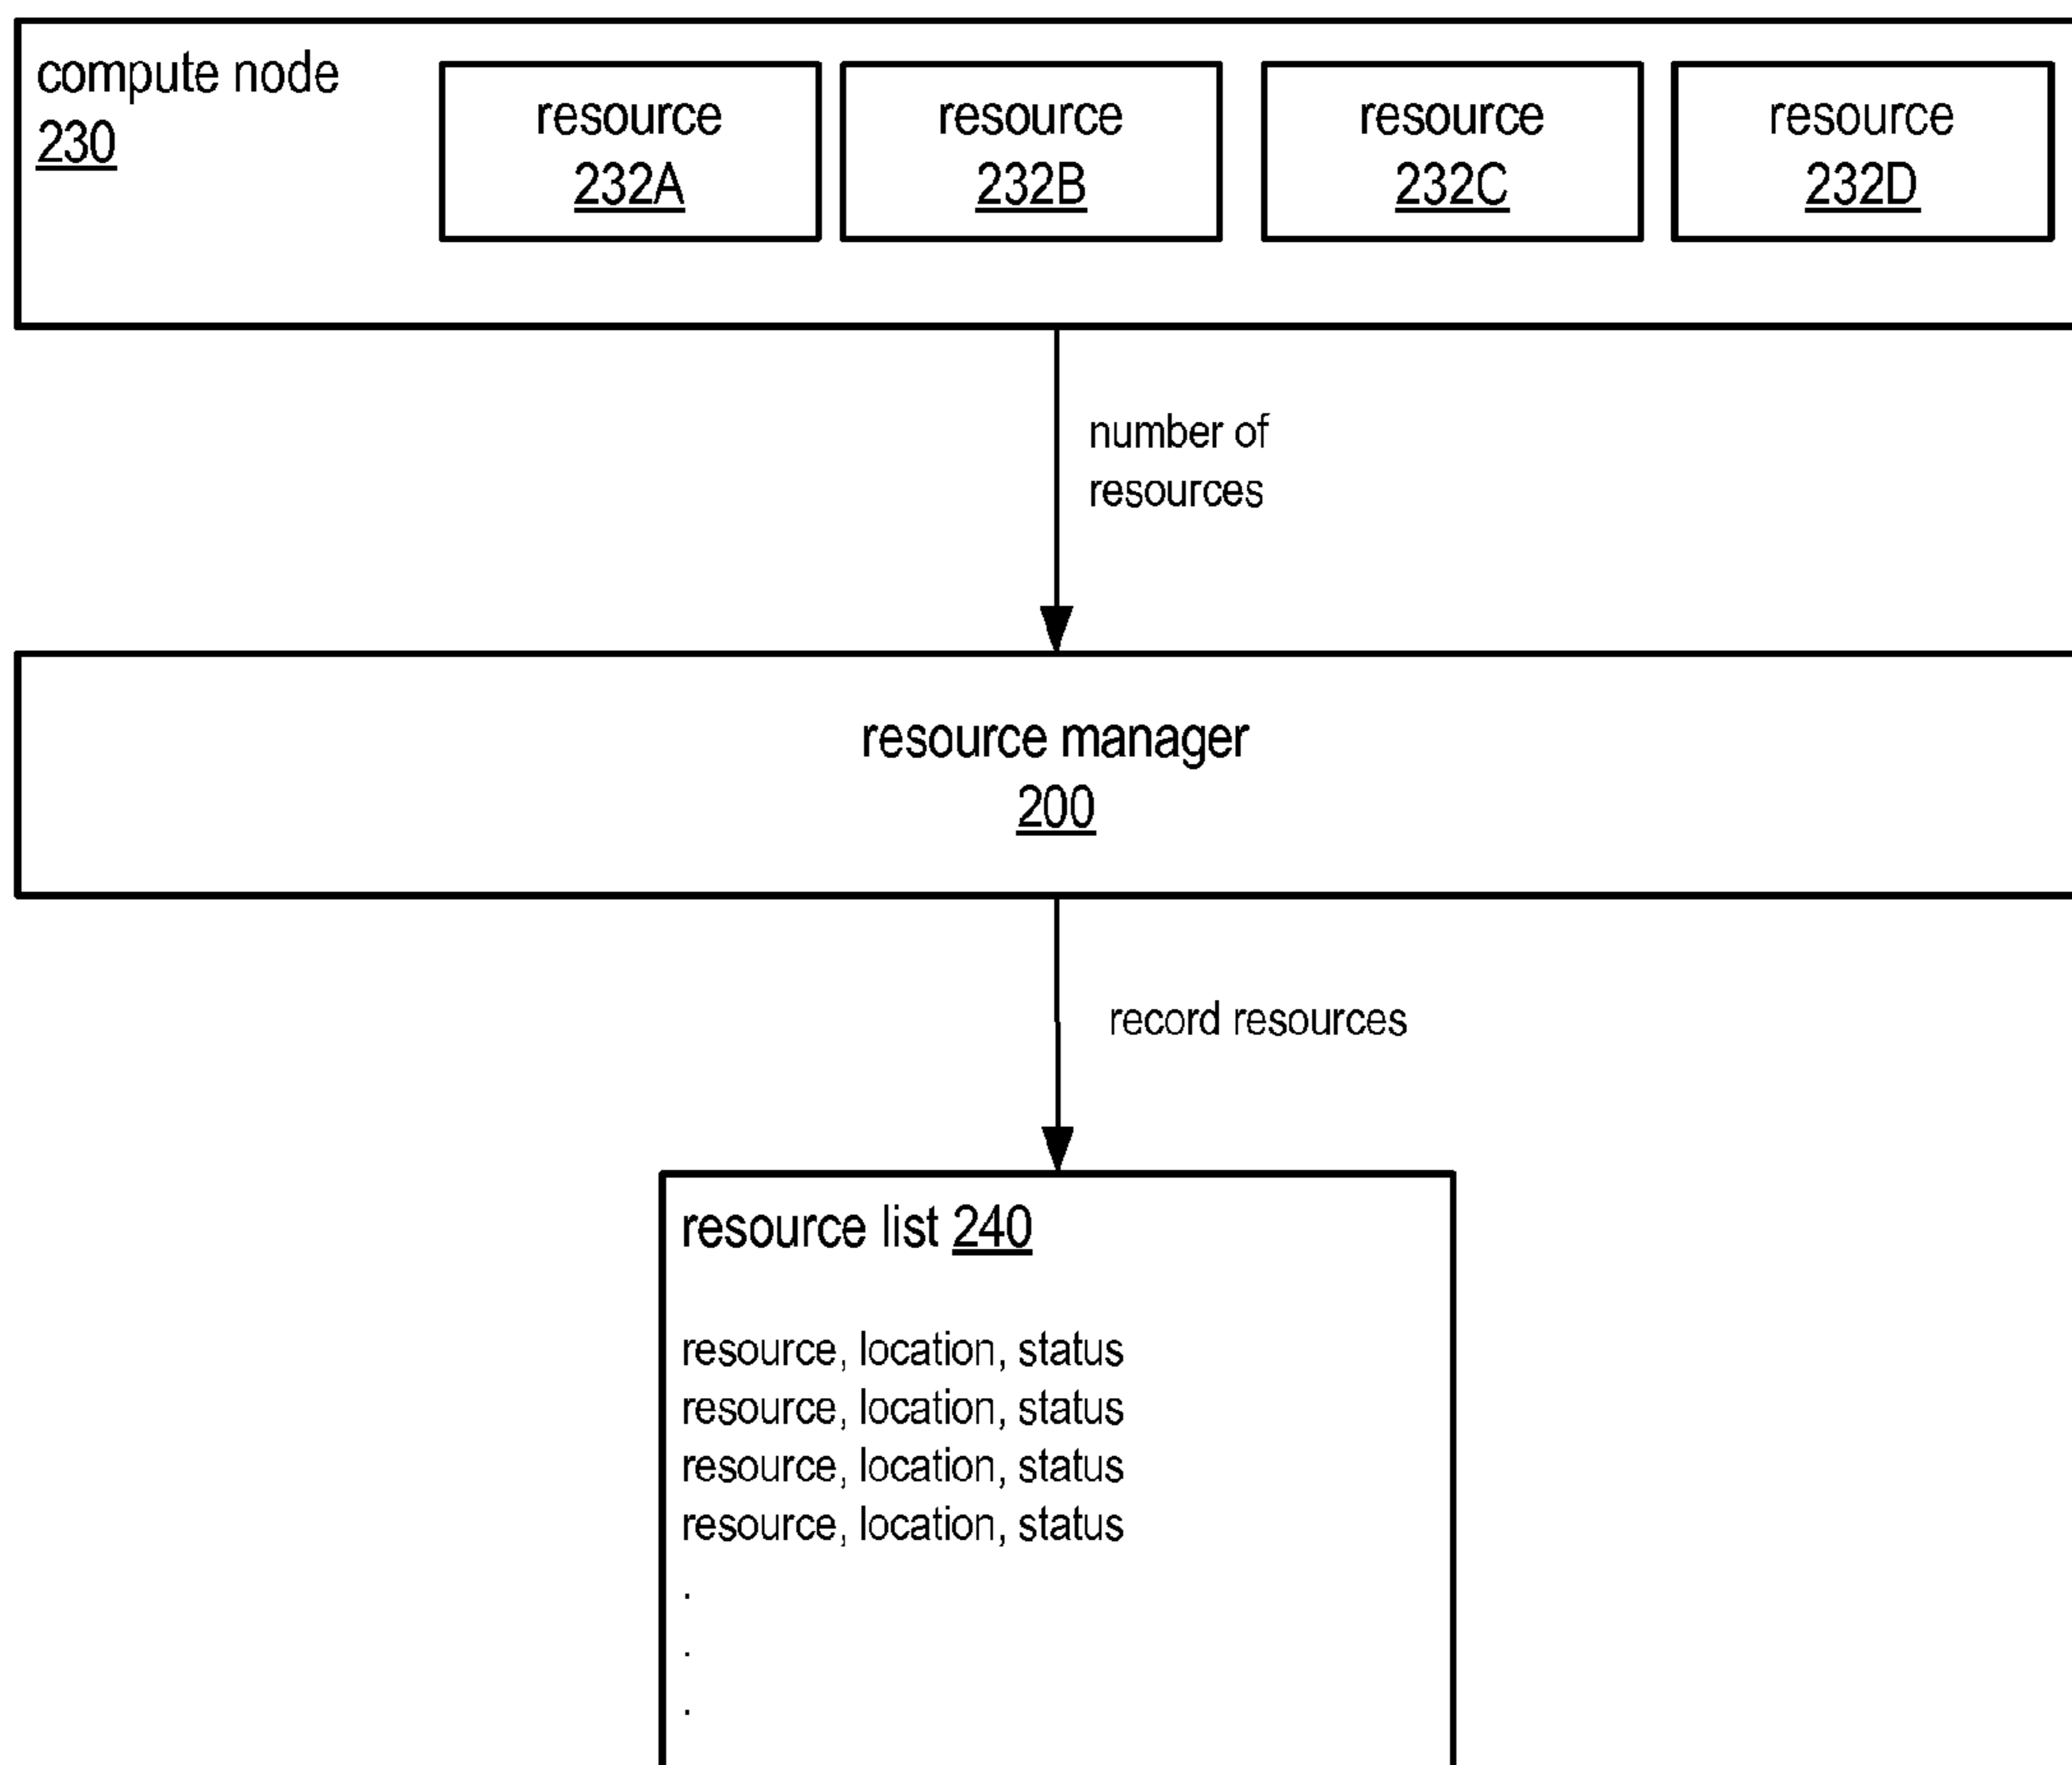 compute node
230
resource
232A
resource
232B
resource
232C
resource
232D
number of
resources
resource manager
200
record resources
resource list 240
resource, location, status
resource, location, status
resource, location, status
resource, location, status
.
.
.